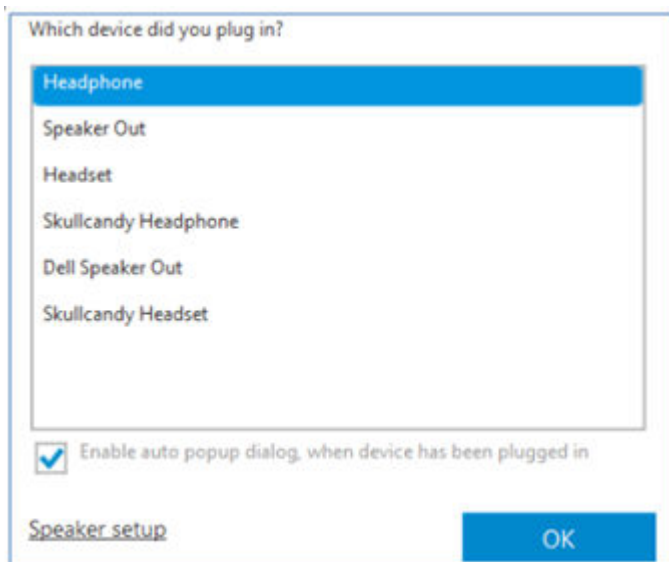 Which device did you plug in?
Headphone
Speaker Out
Headset
Skullcandy Headphone
Dell Speaker Out
Skullcandy Headset
Enable auto popup dialog, when device has been plugged in
Speaker setup
OK